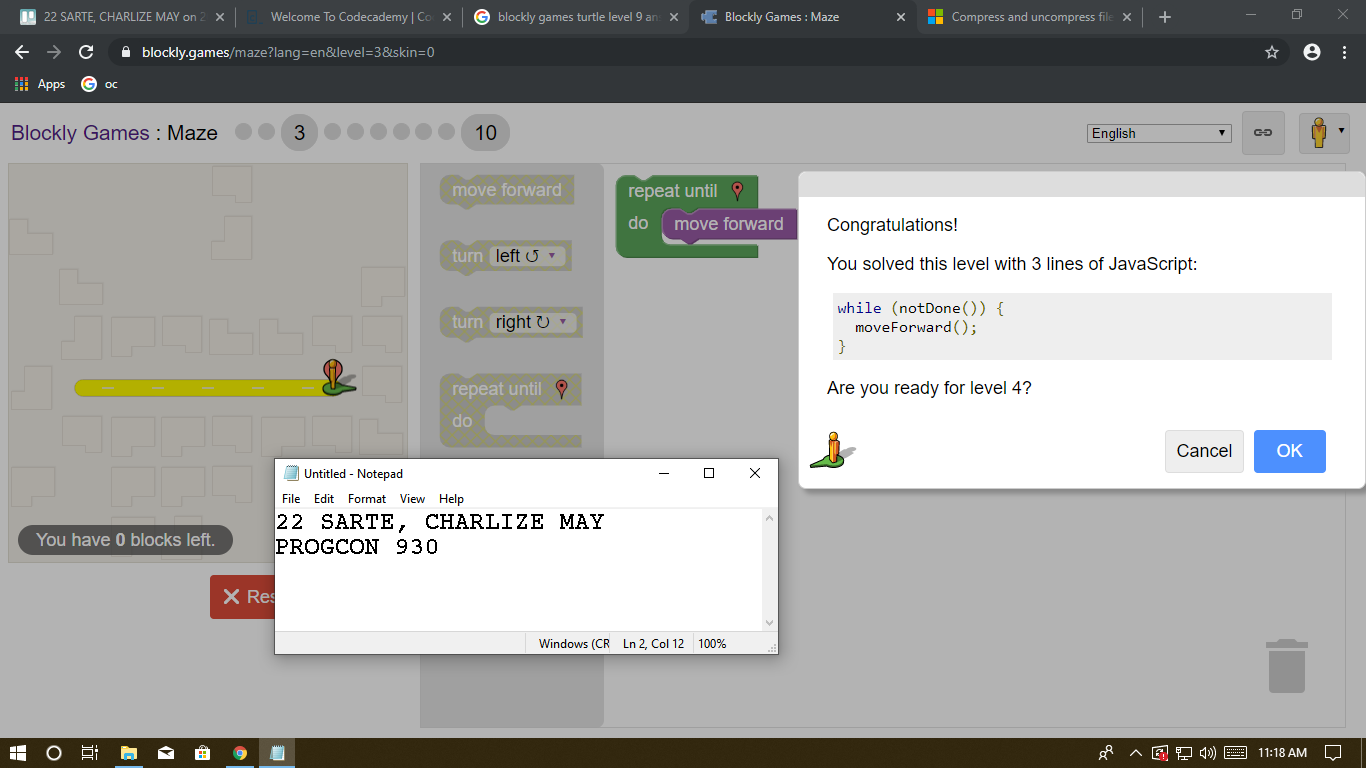 22 SARTE, CHARLIZE MAY on 2
Welcome To Codecademy | Co
blockly games turtle level 9 an
Blockly Games : Maze
Compress and uncompress file
blockly.games/maze?lang=en&level=3&skin=0
Apps
oc
Blockly Games : Maze
3
10
English
move forward
turn left ↺
turn right ↻
repeat until
do
repeat until
do
move forward
You have 0 blocks left.
Res
Congratulations!
You solved this level with 3 lines of JavaScript:
while (notDone()) {
  moveForward();
}
Are you ready for level 4?
Cancel
OK
Untitled - Notepad
File Edit Format View Help
22 SARTE, CHARLIZE MAY
PROGCON 930
Windows (CR
Ln 2, Col 12
100%
11:18 AM